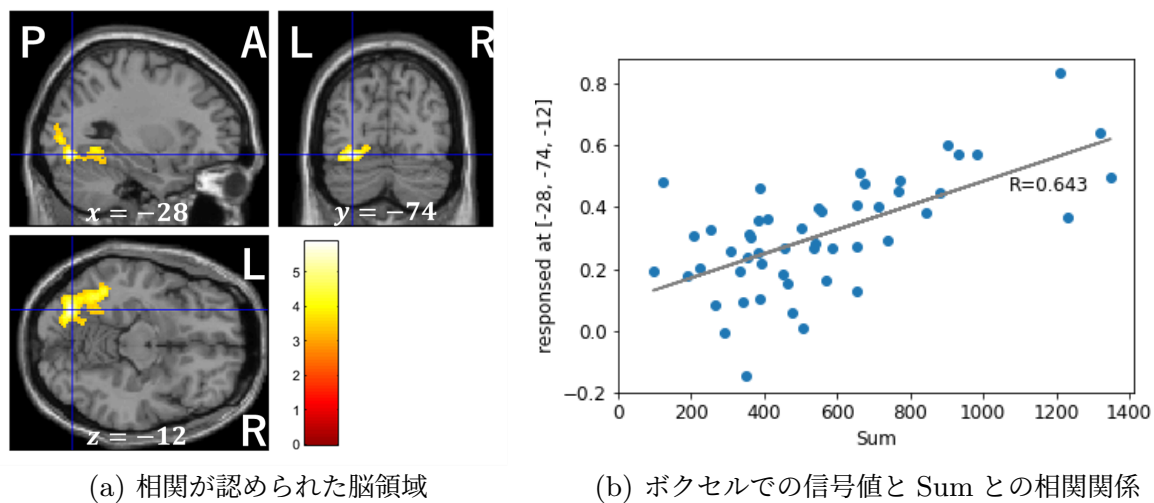 P A
x = −28
L R
y = −74
L
z = −12
R
5
4
3
2
1
0
responsed at [-28, -74, -12]
0.8
0.6
0.4
0.2
0.0
−0.2
R=0.643
0 200 400 600 800 1000 1200 1400
Sum
(a) 相関が認められた脳領域
(b) ボクセルでの信号値と Sum との相関関係